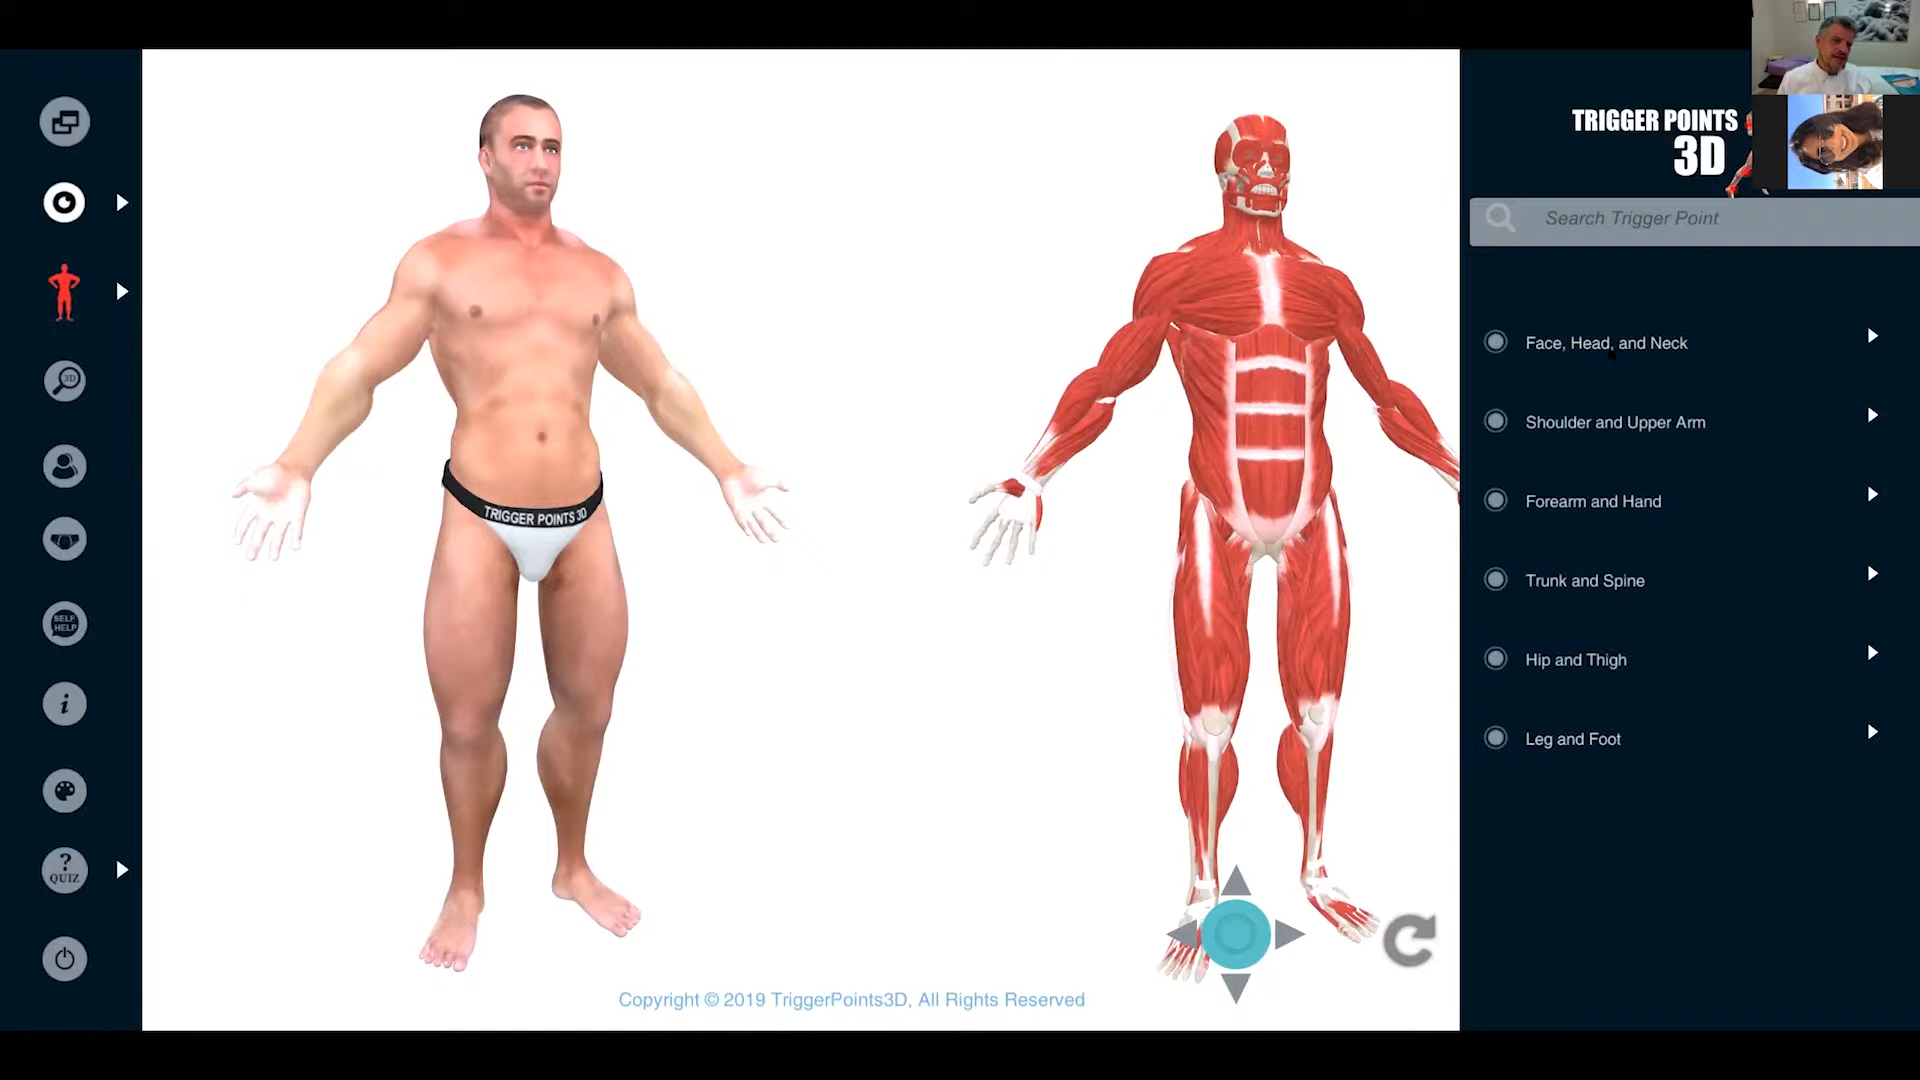 TRIGGER POINTS
3D
Search Trigger Point
3D
Face, Head, and Neck
Shoulder and Upper Arm
Forearm and Hand
TRIGGER POINTS 3D
Trunk and Spine
SELF
HELP
Hip and Thigh
i
Leg and Foot
?
QUIZ
Copyright © 2019 TriggerPoints3D, All Rights Reserved